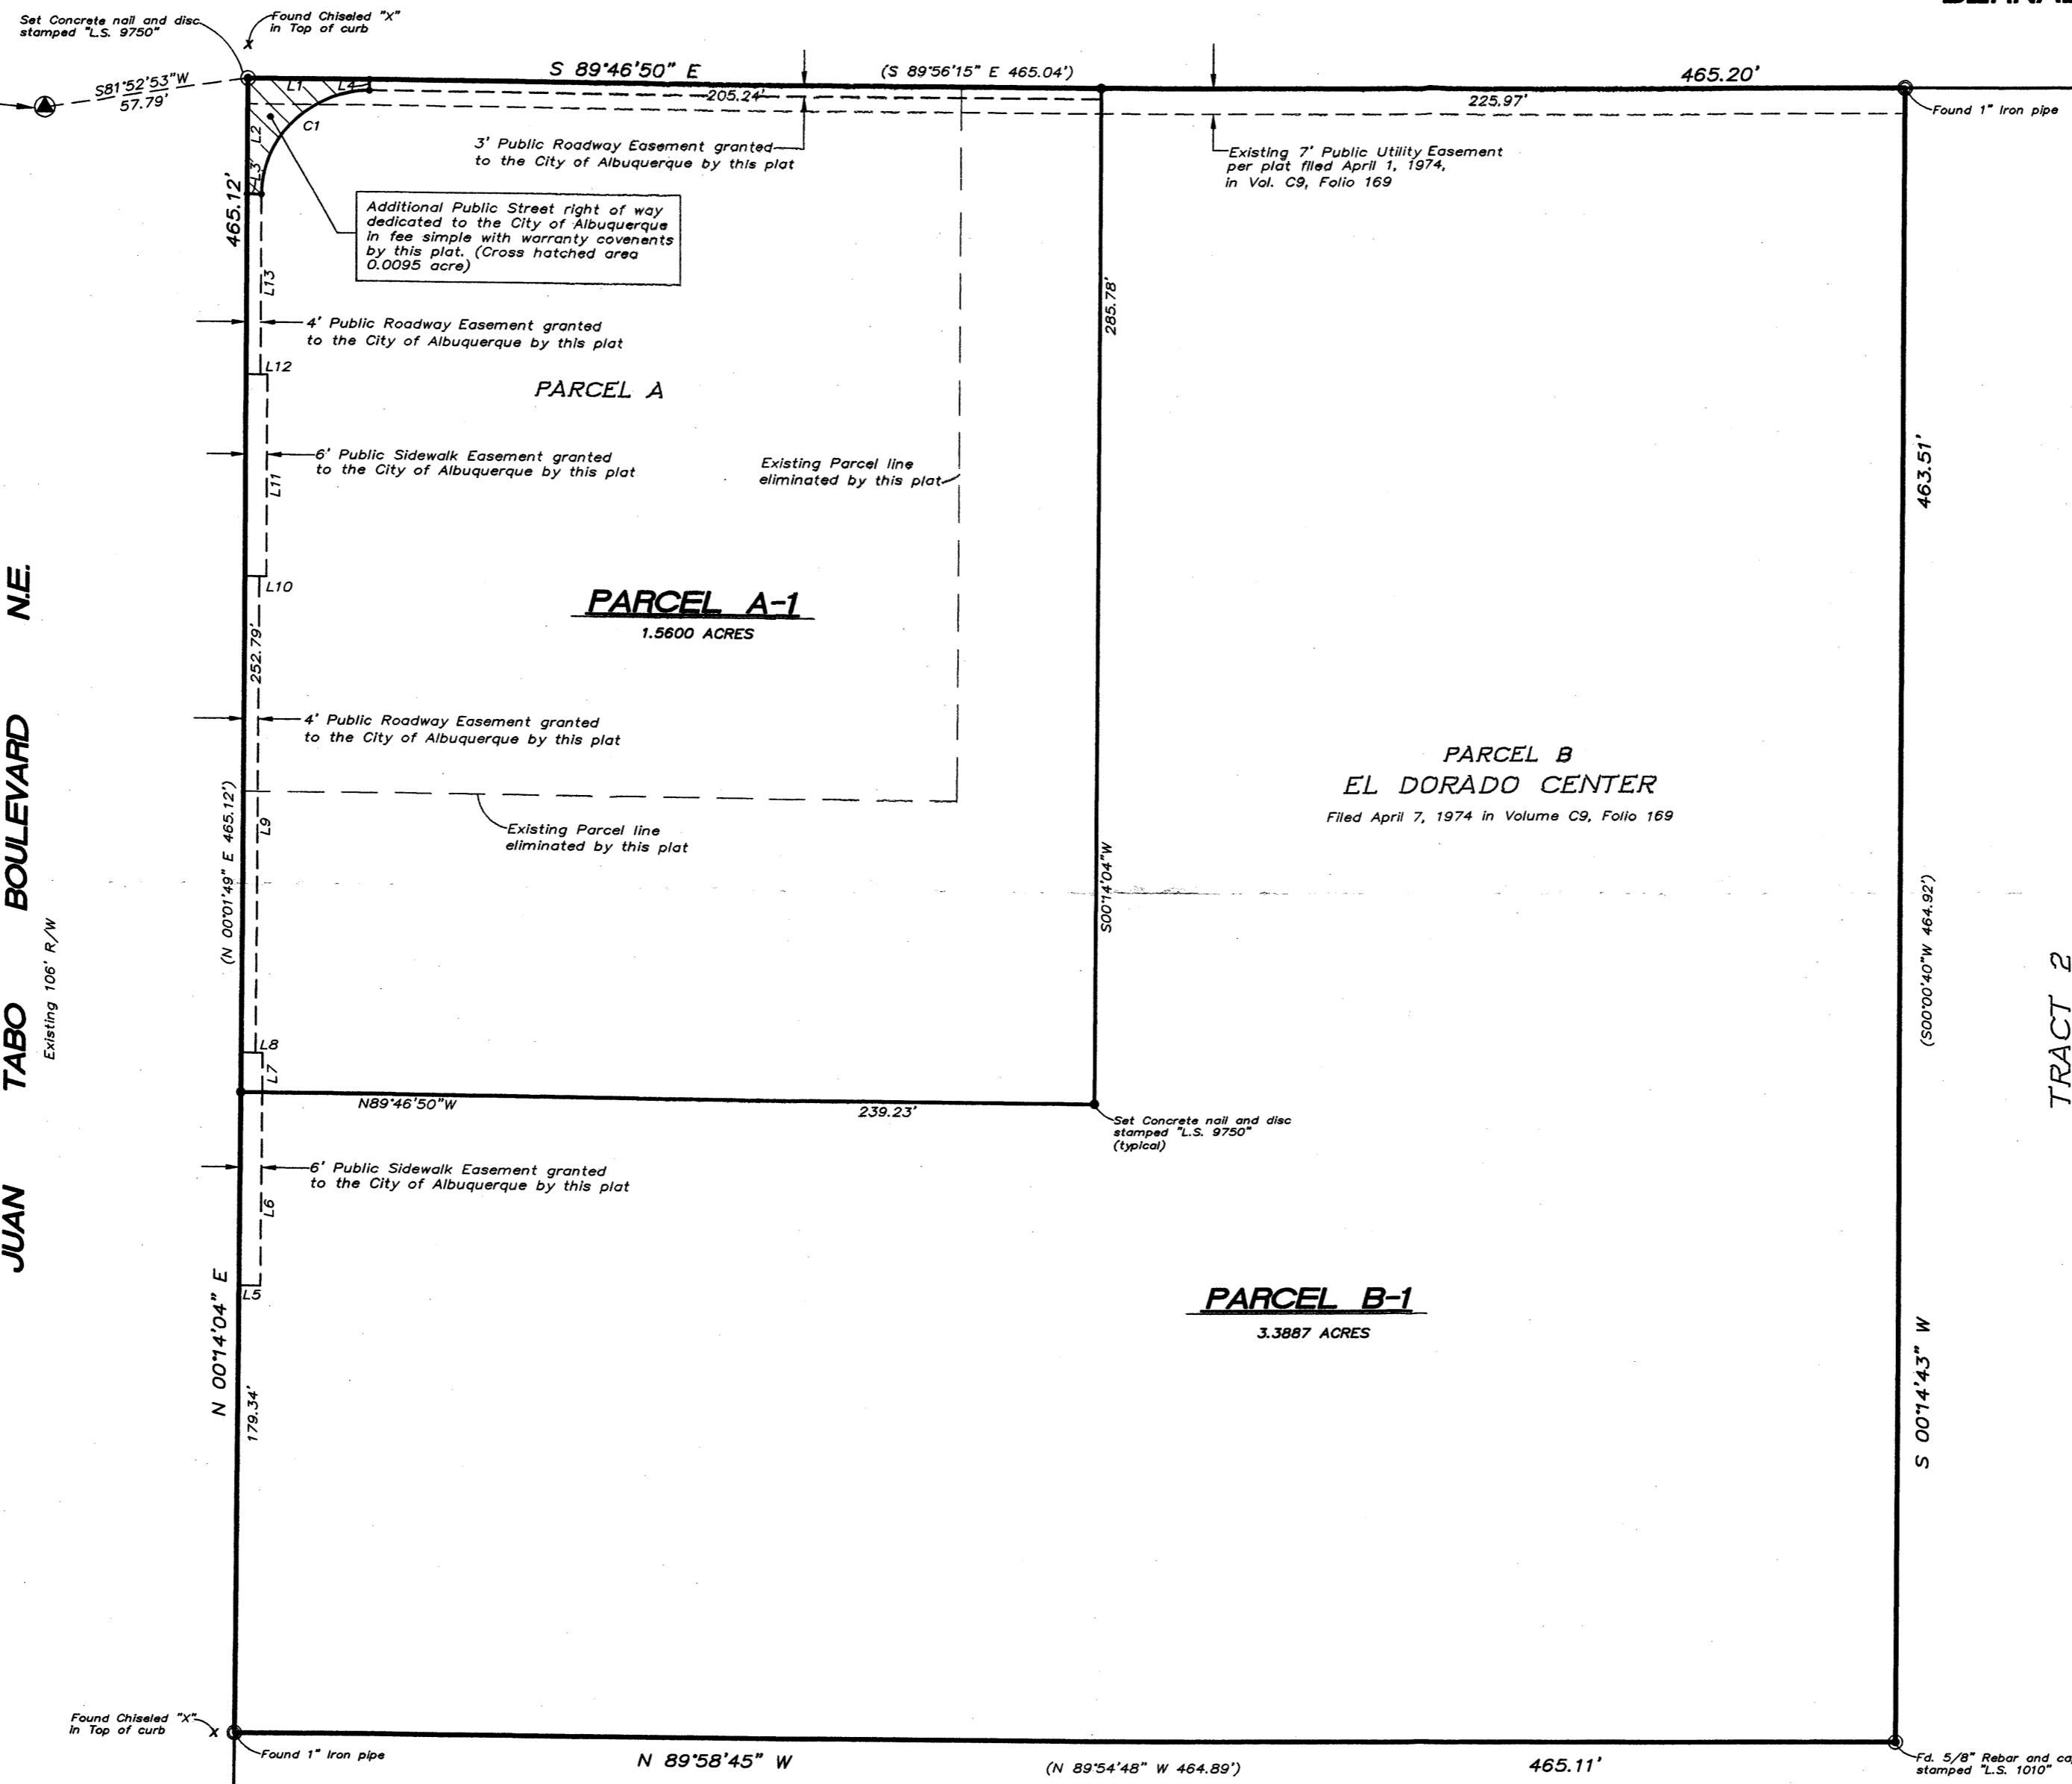 Set Concrete nail and disc
stamped "L.S. 9750"
Found Chiseled "X"
in Top of curb
x
S81°52'53"W
57.79'
S 89°46'50" E
(S 89°56'15" E 465.04')
465.20'
L1
L4
205.24'
225.97'
Found 1" Iron pipe
C1
L2
L3
3' Public Roadway Easement granted
to the City of Albuquerque by this plat
Existing 7' Public Utility Easement
per plat filed April 1, 1974,
in Vol. C9, Folio 169
465.12'
Additional Public Street right of way
dedicated to the City of Albuquerque
in fee simple with warranty covenents
by this plat. (Cross hatched area
0.0095 acre)
L13
285.78'
4' Public Roadway Easement granted
to the City of Albuquerque by this plat
L12
PARCEL A
6' Public Sidewalk Easement granted
to the City of Albuquerque by this plat
L11
Existing Parcel line
eliminated by this plat
463.51'
L10
PARCEL A-1
1.5600 ACRES
252.79'
4' Public Roadway Easement granted
to the City of Albuquerque by this plat
PARCEL B
EL DORADO CENTER
Filed April 7, 1974 in Volume C9, Folio 169
L9
Existing Parcel line
eliminated by this plat
(N 00°01'49" E 465.12')
S00°14'04"W
(S00°00'40"W 464.92')
JUAN TABO BOULEVARD N.E.
Existing 106' R/W
TRACT 2
L8
L7
N89°46'50"W
239.23'
Set Concrete nail and disc
stamped "L.S. 9750"
(typical)
6' Public Sidewalk Easement granted
to the City of Albuquerque by this plat
L6
L5
N 00°14'04" E
179.34'
PARCEL B-1
3.3887 ACRES
S 00°14'43" W
Found Chiseled "X"
in Top of curb
x
Found 1" Iron pipe
N 89°58'45" W
(N 89°54'48" W 464.89')
465.11'
Fd. 5/8" Rebar and ca
stamped "L.S. 1010"